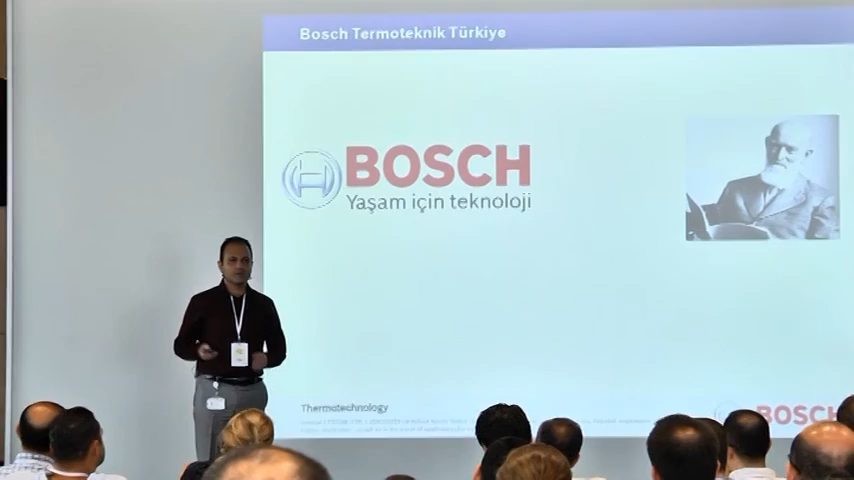 Bosch Termoteknik Türkiye
BOSCH
Yaşam için teknoloji
Thermotechnology
BOSCH